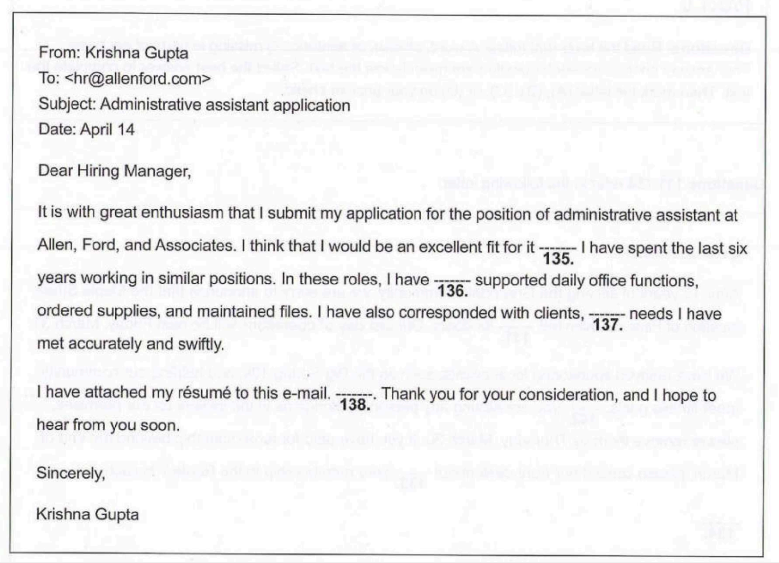 From: Krishna Gupta
To: <hr@allenford.com>
Subject: Administrative assistant application
Date: April 14
Dear Hiring Manager,
It is with great enthusiasm that I submit my application for the position of administrative assistant at
Allen, Ford, and Associates. I think that I would be an excellent fit for it ------- I have spent the last six
135.
years working in similar positions. In these roles, I have ------- supported daily office functions,
136.
ordered supplies, and maintained files. I have also corresponded with clients, ------- needs I have
137.
met accurately and swiftly.
I have attached my résumé to this e-mail. -------. Thank you for your consideration, and I hope to
138.
hear from you soon.
Sincerely,
Krishna Gupta